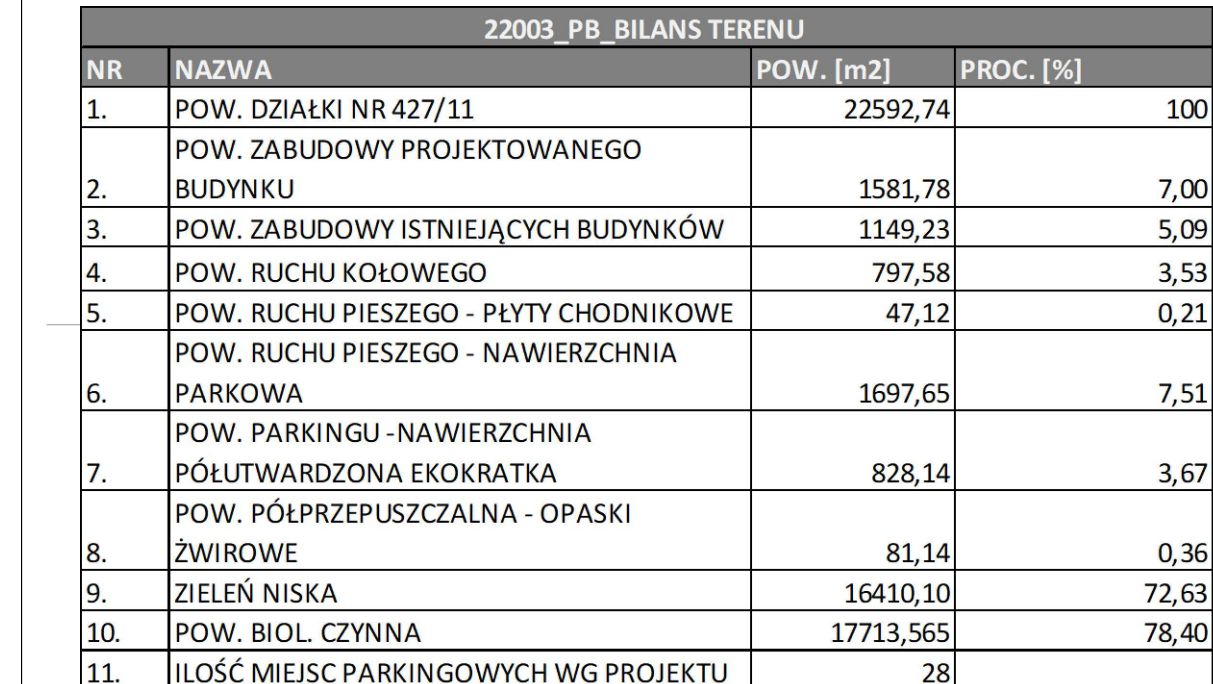 22003_PB_BILANS TERENU
NR NAZWA POW. [m2] PROC. [%]
1. POW. DZIAŁKI NR 427/11 22592,74 100
POW. ZABUDOWY PROJEKTOWANEGO
2. BUDYNKU 1581,78 7,00
3. POW. ZABUDOWY ISTNIEJĄCYCH BUDYNKÓW 1149,23 5,09
4. POW. RUCHU KOŁOWEGO 797,58 3,53
5. POW. RUCHU PIESZEGO - PŁYTY CHODNIKOWE 47,12 0,21
POW. RUCHU PIESZEGO - NAWIERZCHNIA
6. PARKOWA 1697,65 7,51
POW. PARKINGU -NAWIERZCHNIA
7. PÓŁUTWARDZONA EKOKRATKA 828,14 3,67
POW. PÓŁPRZEPUSZCZALNA - OPASKI
8. ŻWIROWE 81,14 0,36
9. ZIELEŃ NISKA 16410,10 72,63
10. POW. BIOL. CZYNNA 17713,565 78,40
11. ILOŚĆ MIEJSC PARKINGOWYCH WG PROJEKTU 28